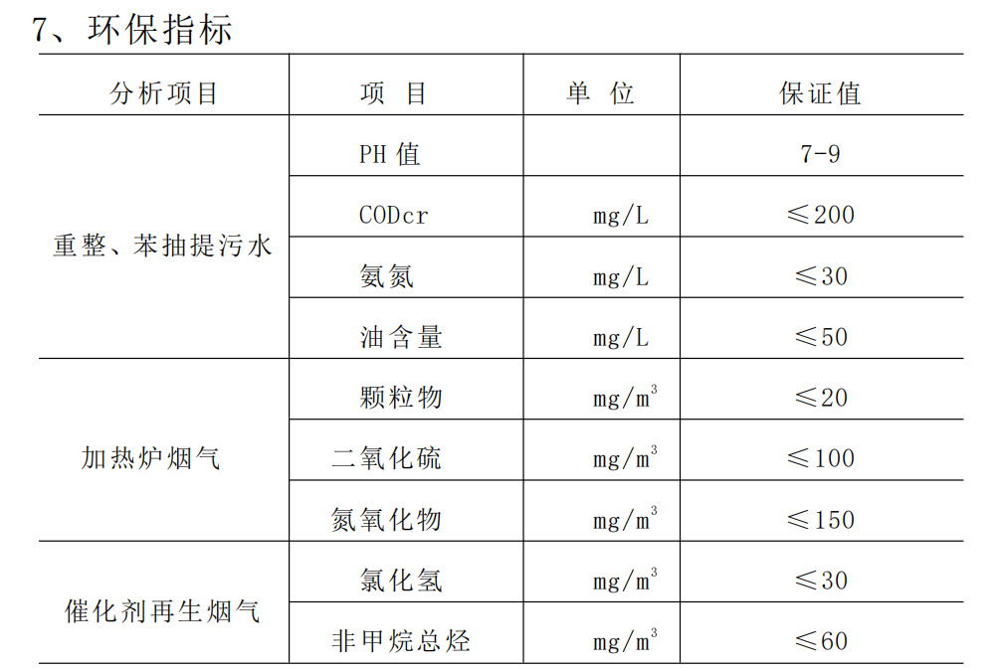 7、环保指标
分析项目 项 目 单 位 保证值
重整、苯抽提污水 PH值 7-9
CODcr mg/L ≤200
氨氮 mg/L ≤30
油含量 mg/L ≤50
加热炉烟气 颗粒物 mg/m³ ≤20
二氧化硫 mg/m³ ≤100
氮氧化物 mg/m³ ≤150
催化剂再生烟气 氯化氢 mg/m³ ≤30
非甲烷总烃 mg/m³ ≤60